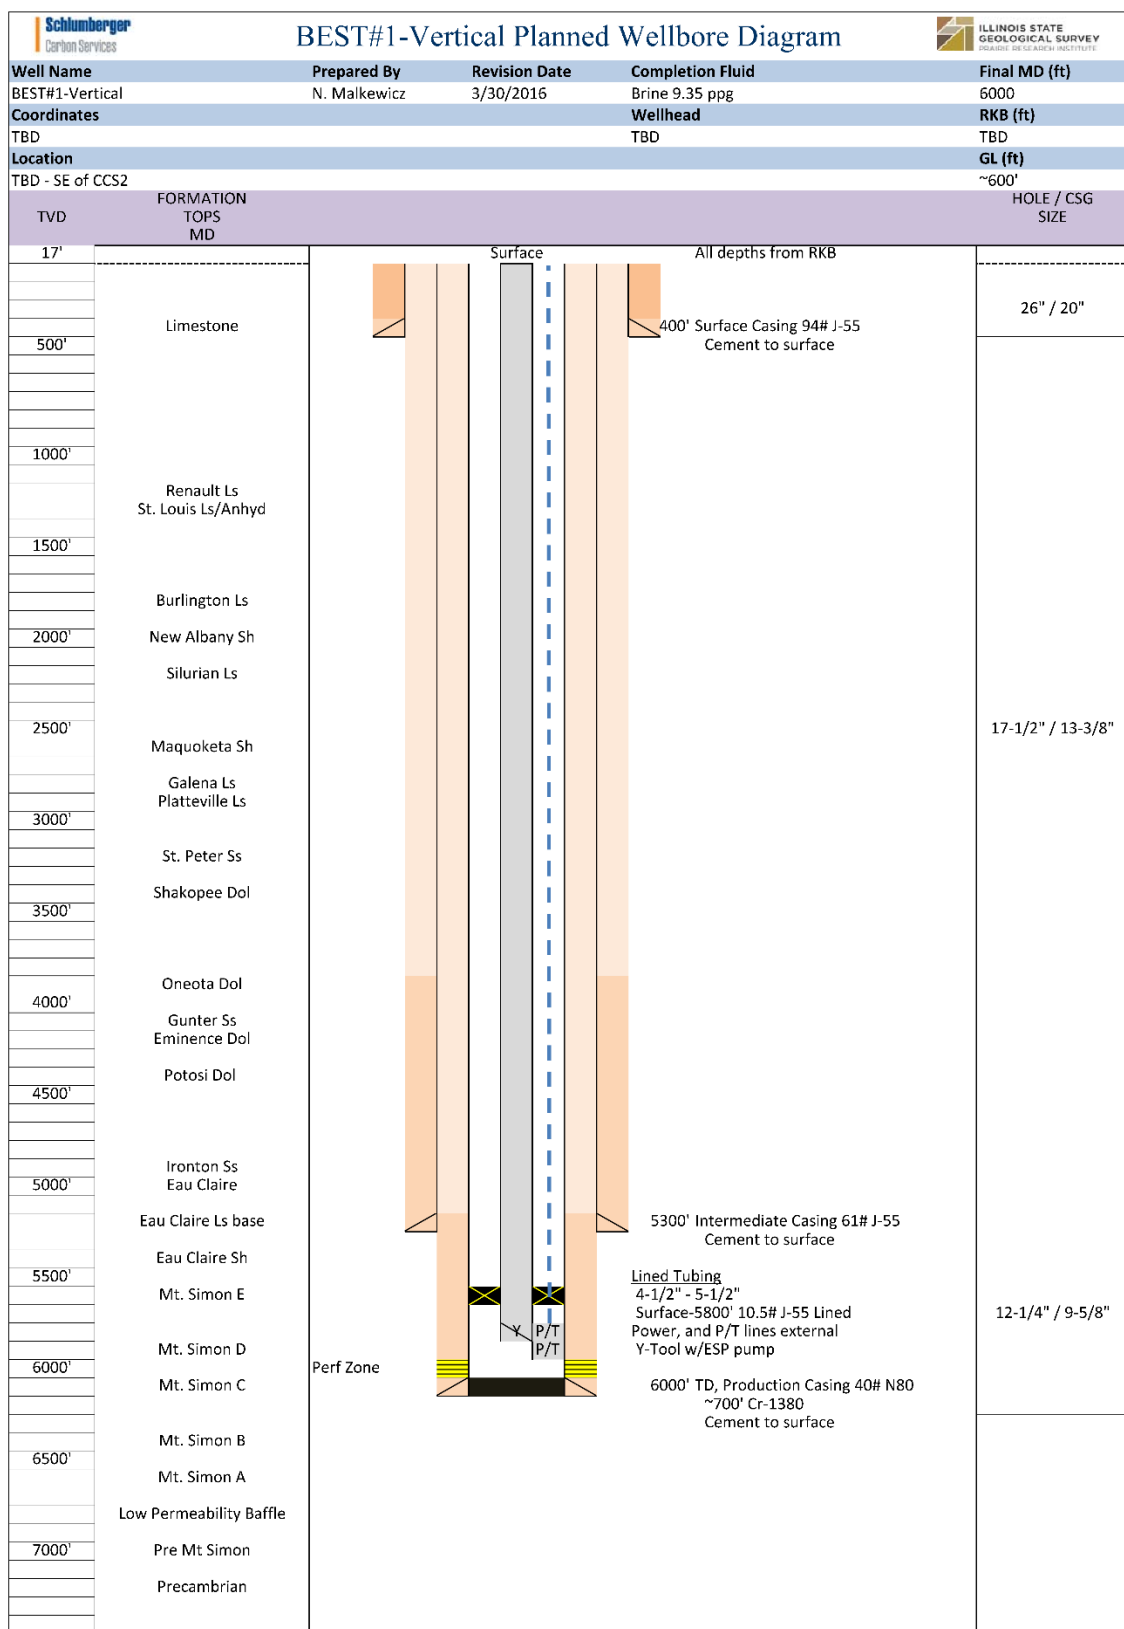 Schlumberger
Carbon Services
BEST#1-Vertical Planned Wellbore Diagram
ILLINOIS STATE
GEOLOGICAL SURVEY
PRAIRIE RESEARCH INSTITUTE
Well Name Prepared By Revision Date Completion Fluid Final MD (ft)
BEST#1-Vertical N. Malkewicz 3/30/2016 Brine 9.35 ppg 6000
Coordinates Wellhead RKB (ft)
TBD TBD TBD
Location GL (ft)
TBD - SE of CCS2 ~600'
TVD
FORMATION
TOPS
MD
HOLE / CSG
SIZE
17' Surface All depths from RKB
26" / 20"
Limestone 400' Surface Casing 94# J-55
500' Cement to surface
1000'
Renault Ls
St. Louis Ls/Anhyd
1500'
Burlington Ls
2000' New Albany Sh
Silurian Ls
2500' 17-1/2" / 13-3/8"
Maquoketa Sh
Galena Ls
Platteville Ls
3000'
St. Peter Ss
Shakopee Dol
3500'
Oneota Dol
4000'
Gunter Ss
Eminence Dol
Potosi Dol
4500'
Ironton Ss
5000' Eau Claire
Eau Claire Ls base 5300' Intermediate Casing 61# J-55
Cement to surface
Eau Claire Sh
5500' Lined Tubing
Mt. Simon E 4-1/2" - 5-1/2"
Surface-5800' 10.5# J-55 Lined 12-1/4" / 9-5/8"
Y P/T Power, and P/T lines external
Mt. Simon D P/T Y-Tool w/ESP pump
6000' Perf Zone
Mt. Simon C 6000' TD, Production Casing 40# N80
~700' Cr-1380
Cement to surface
Mt. Simon B
6500'
Mt. Simon A
Low Permeability Baffle
7000' Pre Mt Simon
Precambrian